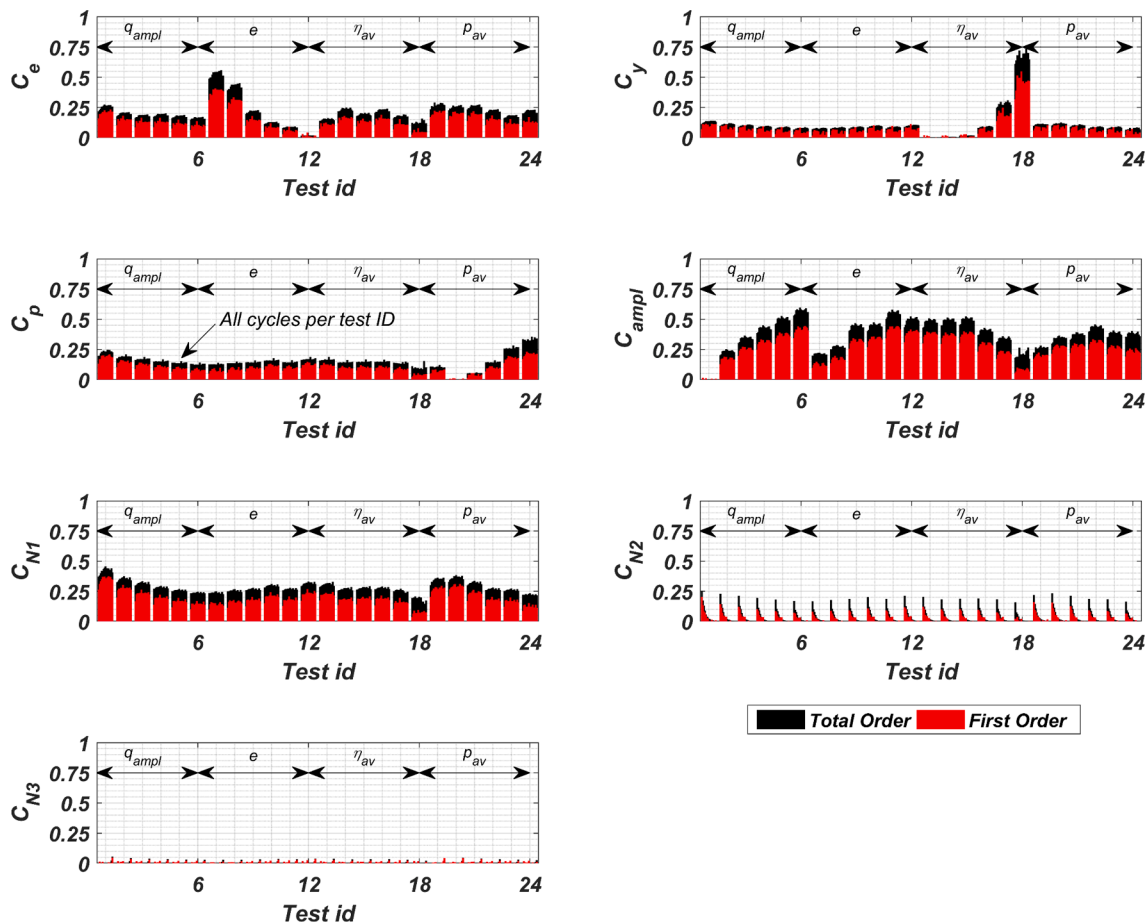 1
0.75
0.5
0.25
0
C_e
q_ampl
e
η_av
p_av
6
12
18
24
Test id
1
0.75
0.5
0.25
0
C_y
q_ampl
e
η_av
p_av
6
12
18
24
Test id
1
0.75
0.5
0.25
0
C_p
q_ampl
e
η_av
p_av
All cycles per test ID
6
12
18
24
Test id
1
0.75
0.5
0.25
0
C_ampl
q_ampl
e
η_av
p_av
6
12
18
24
Test id
1
0.75
0.5
0.25
0
C_N1
q_ampl
e
η_av
p_av
6
12
18
24
Test id
1
0.75
0.5
0.25
0
C_N2
q_ampl
e
η_av
p_av
6
12
18
24
Test id
Total Order
First Order
1
0.75
0.5
0.25
0
C_N3
q_ampl
e
η_av
p_av
6
12
18
24
Test id